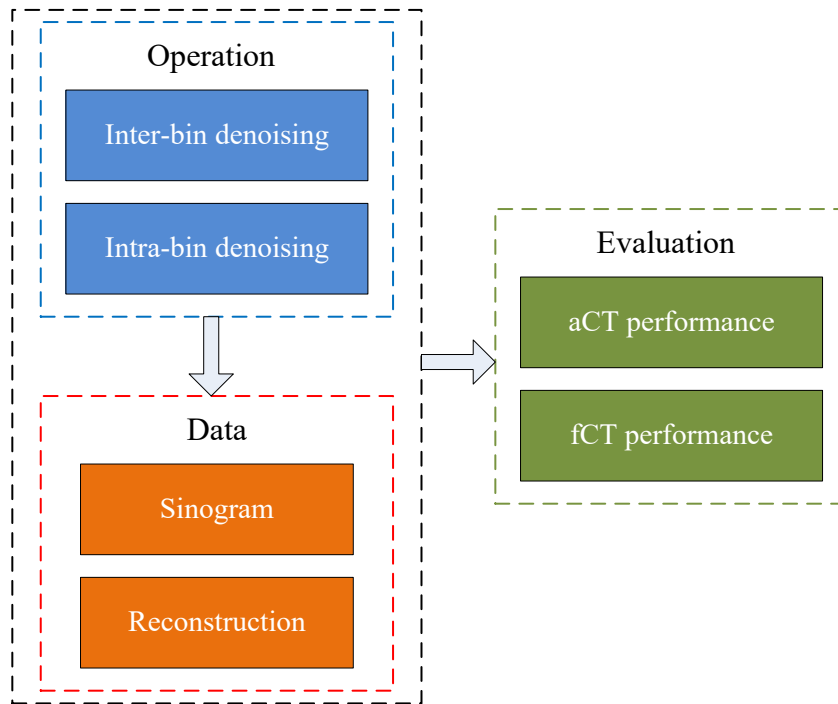 Operation
Inter-bin denoising
Intra-bin denoising
Data
Sinogram
Reconstruction
Evaluation
aCT performance
fCT performance